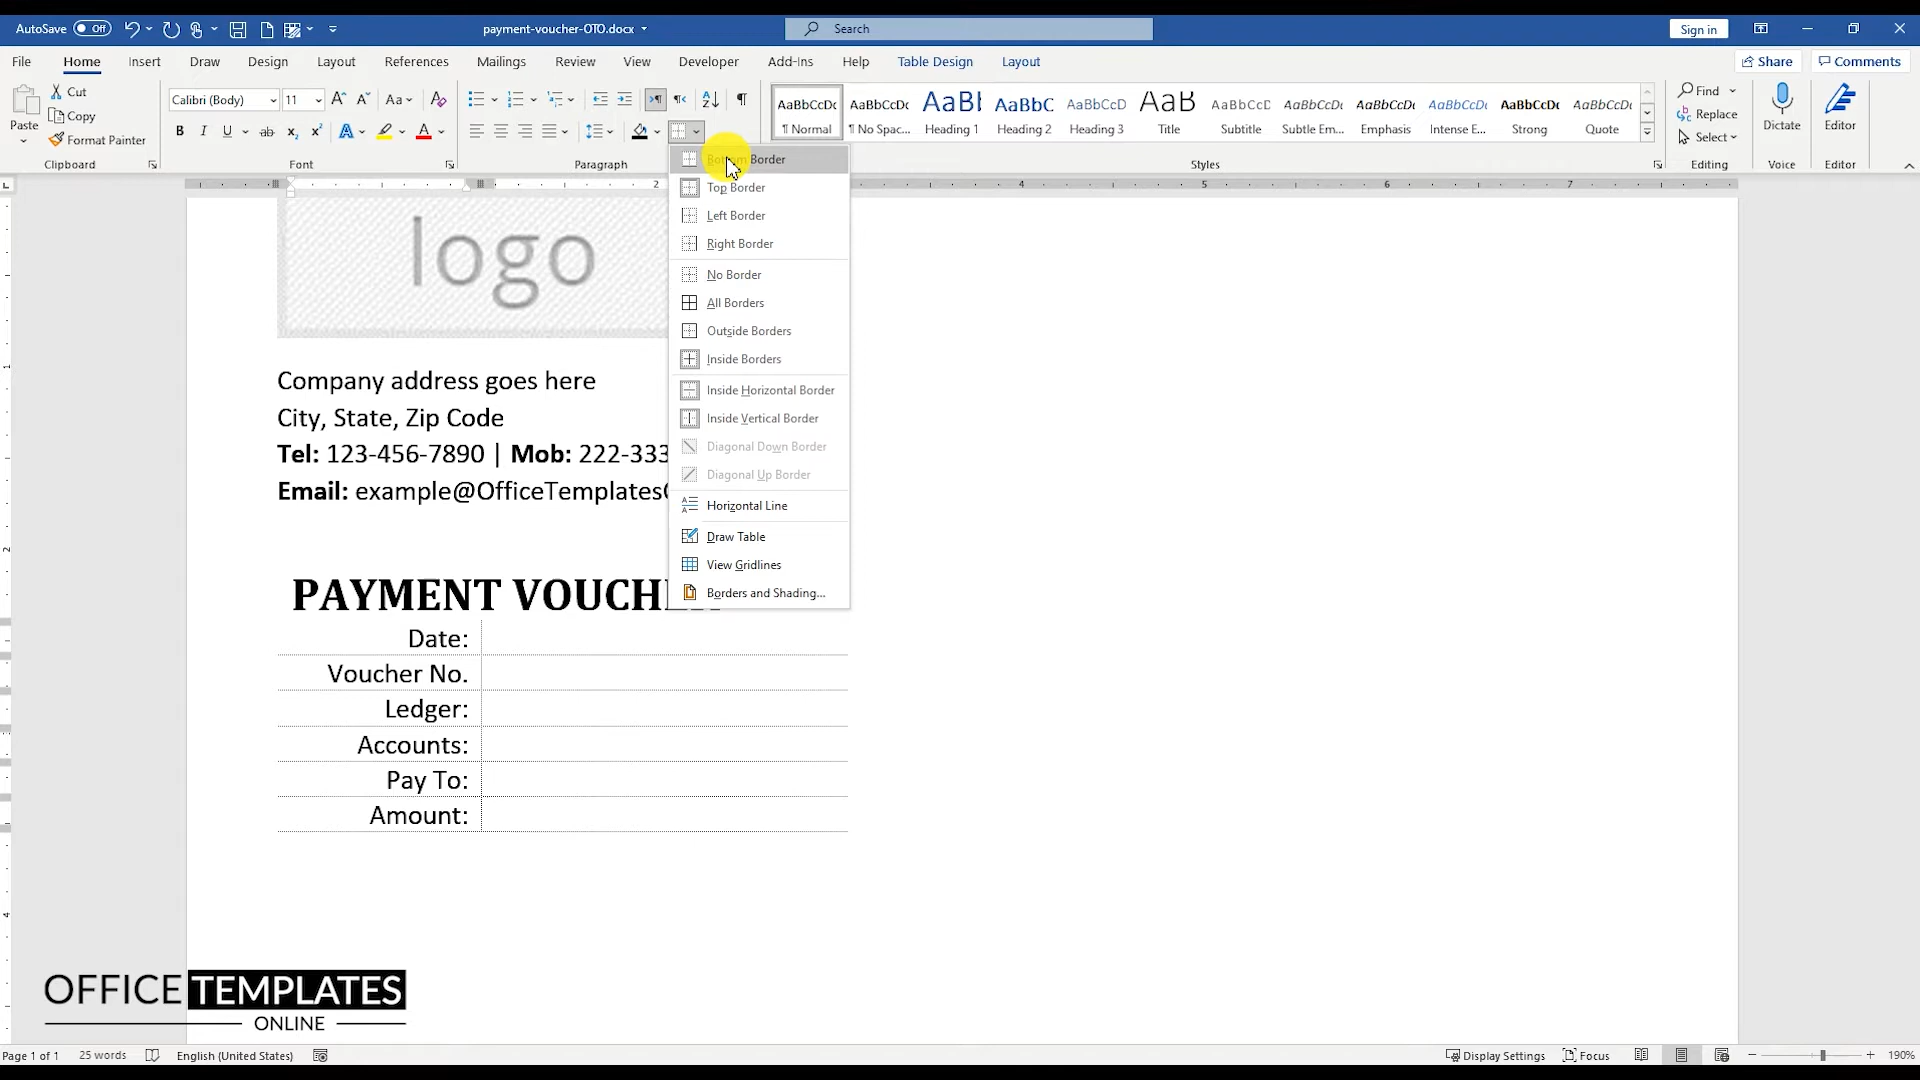 AutoSave Off payment-voucher-OTO.docx Search Sign in
File Home Insert Draw Design Layout References Mailings Review View Developer Add-Ins Help Table Design Layout Share Comments
Paste Cut Copy Format Painter
Clipboard
Calibri (Body) 11
Font
Paragraph
AaBbCcDc AaBbCcDc AaBl AaBbC AaBbCcD AaB AaBbCcC AaBbCcDc AaBbCcDc AaBbCcDc AaBbCcDc AaBbCcDc
¶ Normal ¶ No Spac... Heading 1 Heading 2 Heading 3 Title Subtitle Subtle Em... Emphasis Intense E... Strong Quote
Styles
Find
Replace
Select
Editing
Dictate
Voice
Editor
Editor
2 4 5 6 7
Bottom Border
Top Border
Left Border
Right Border
No Border
All Borders
Outside Borders
Inside Borders
Inside Horizontal Border
Inside Vertical Border
Diagonal Down Border
Diagonal Up Border
Horizontal Line
Draw Table
View Gridlines
Borders and Shading...
logo
Company address goes here
City, State, Zip Code
Tel: 123-456-7890 | Mob: 222-333
Email: example@OfficeTemplates
PAYMENT VOUCHER
Date:
Voucher No.
Ledger:
Accounts:
Pay To:
Amount:
OFFICE TEMPLATES
ONLINE
Page 1 of 1 25 words English (United States) Display Settings Focus 190%